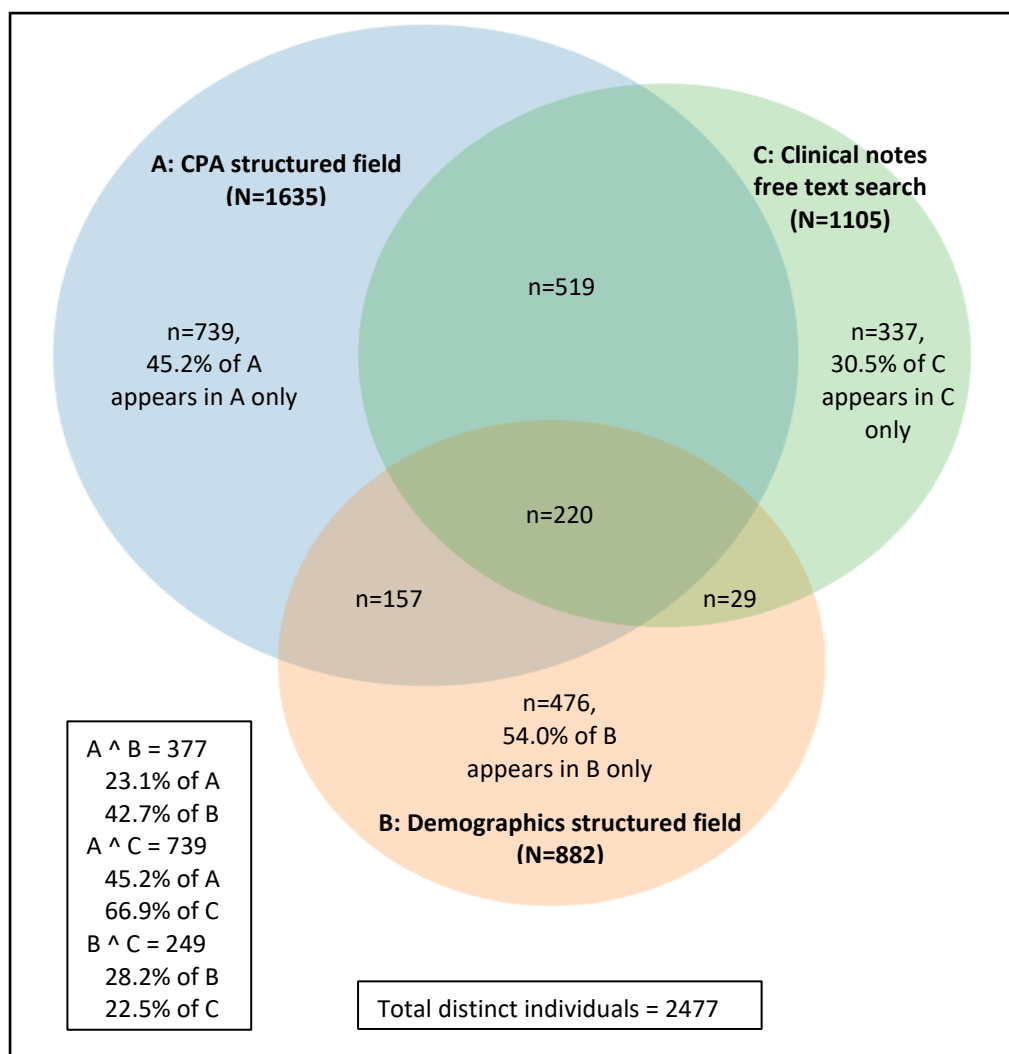 A: CPA structured field
(N=1635)
C: Clinical notes
free text search
(N=1105)
n=519
n=739,
45.2% of A
appears in A only
n=337,
30.5% of C
appears in C
only
n=220
n=157
n=29
n=476,
54.0% of B
appears in B only
B: Demographics structured field
(N=882)
A ^ B = 377
23.1% of A
42.7% of B
A ^ C = 739
45.2% of A
66.9% of C
B ^ C = 249
28.2% of B
22.5% of C
Total distinct individuals = 2477